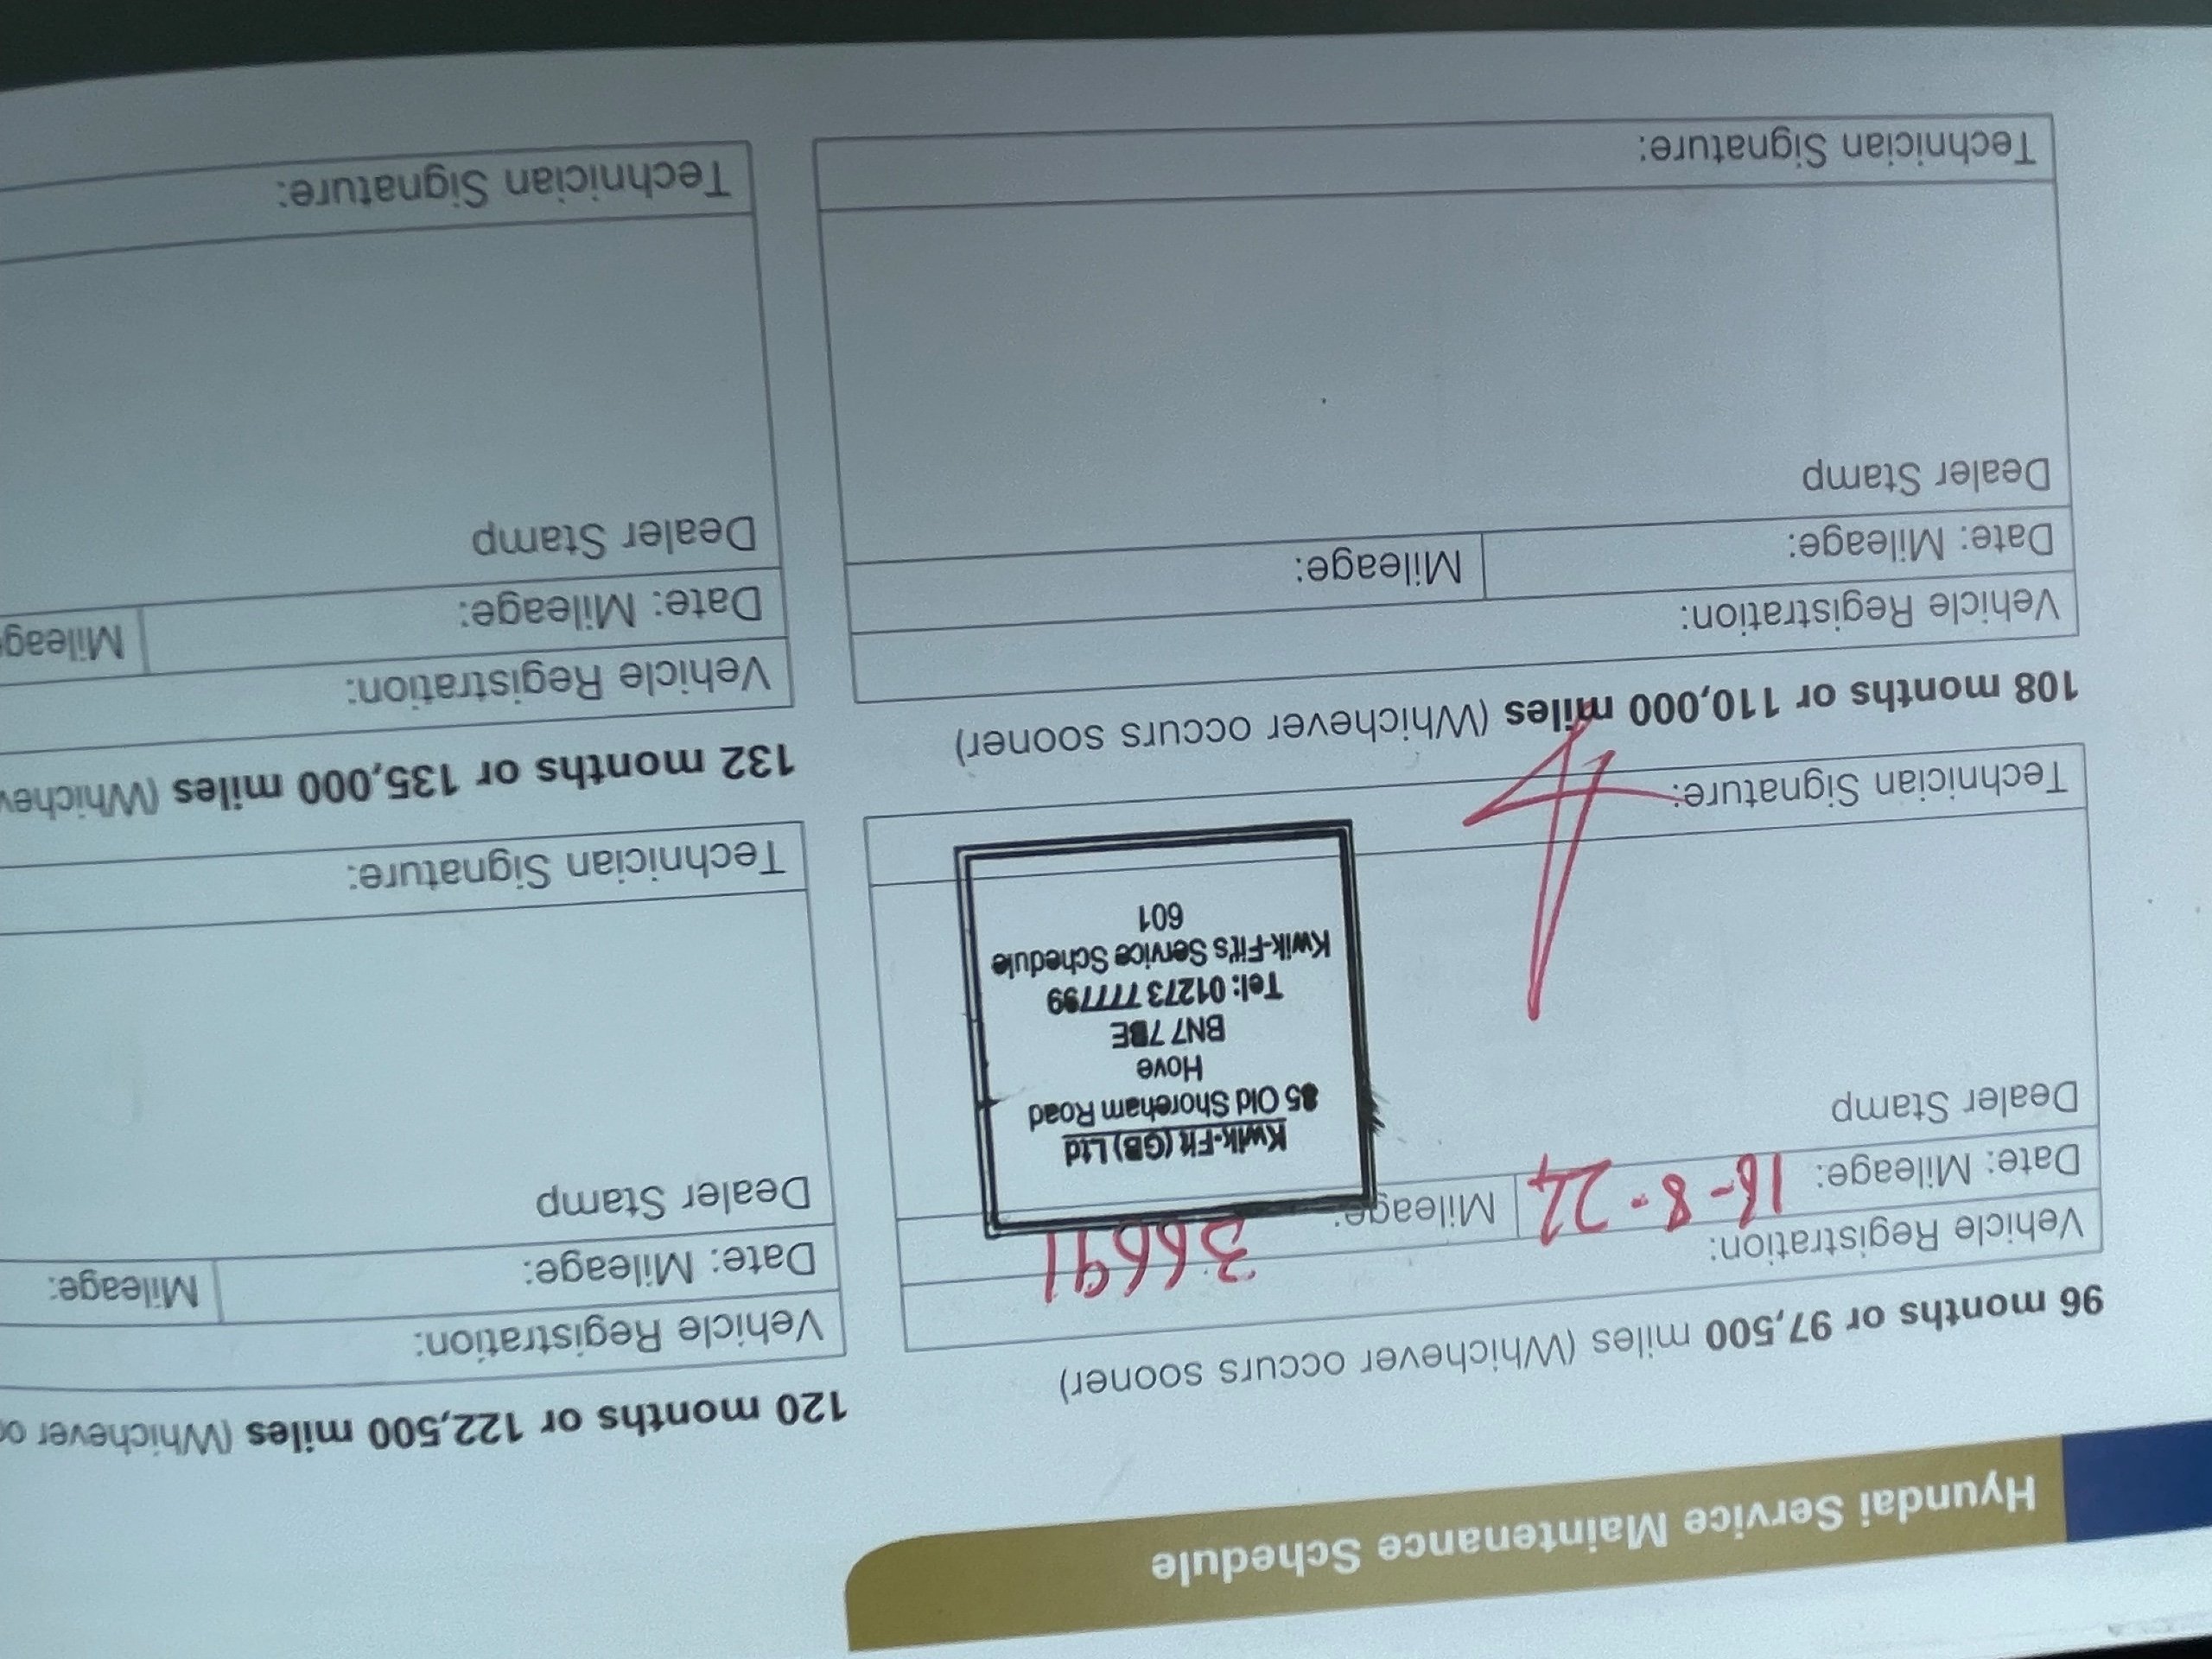 Hyundai Service Maintenance Schedule
96 months or 97,500 miles (Whichever occurs sooner)
Vehicle Registration:
Date: Mileage: 16-8-24 Mileage: 36691
Dealer Stamp
Kwik-Fit (GB) Ltd
85 Old Shoreham Road
Hove
BN7 7BE
Tel: 01273 777799
Kwik-Fit's Service Schedule
601
Technician Signature:
108 months or 110,000 miles (Whichever occurs sooner)
Vehicle Registration:
Date: Mileage: Mileage:
Dealer Stamp
Technician Signature:
120 months or 122,500 miles (Whichever oc
Vehicle Registration:
Date: Mileage: Mileage:
Dealer Stamp
Technician Signature:
132 months or 135,000 miles (Whichev
Vehicle Registration:
Date: Mileage: Mileag
Dealer Stamp
Technician Signature: